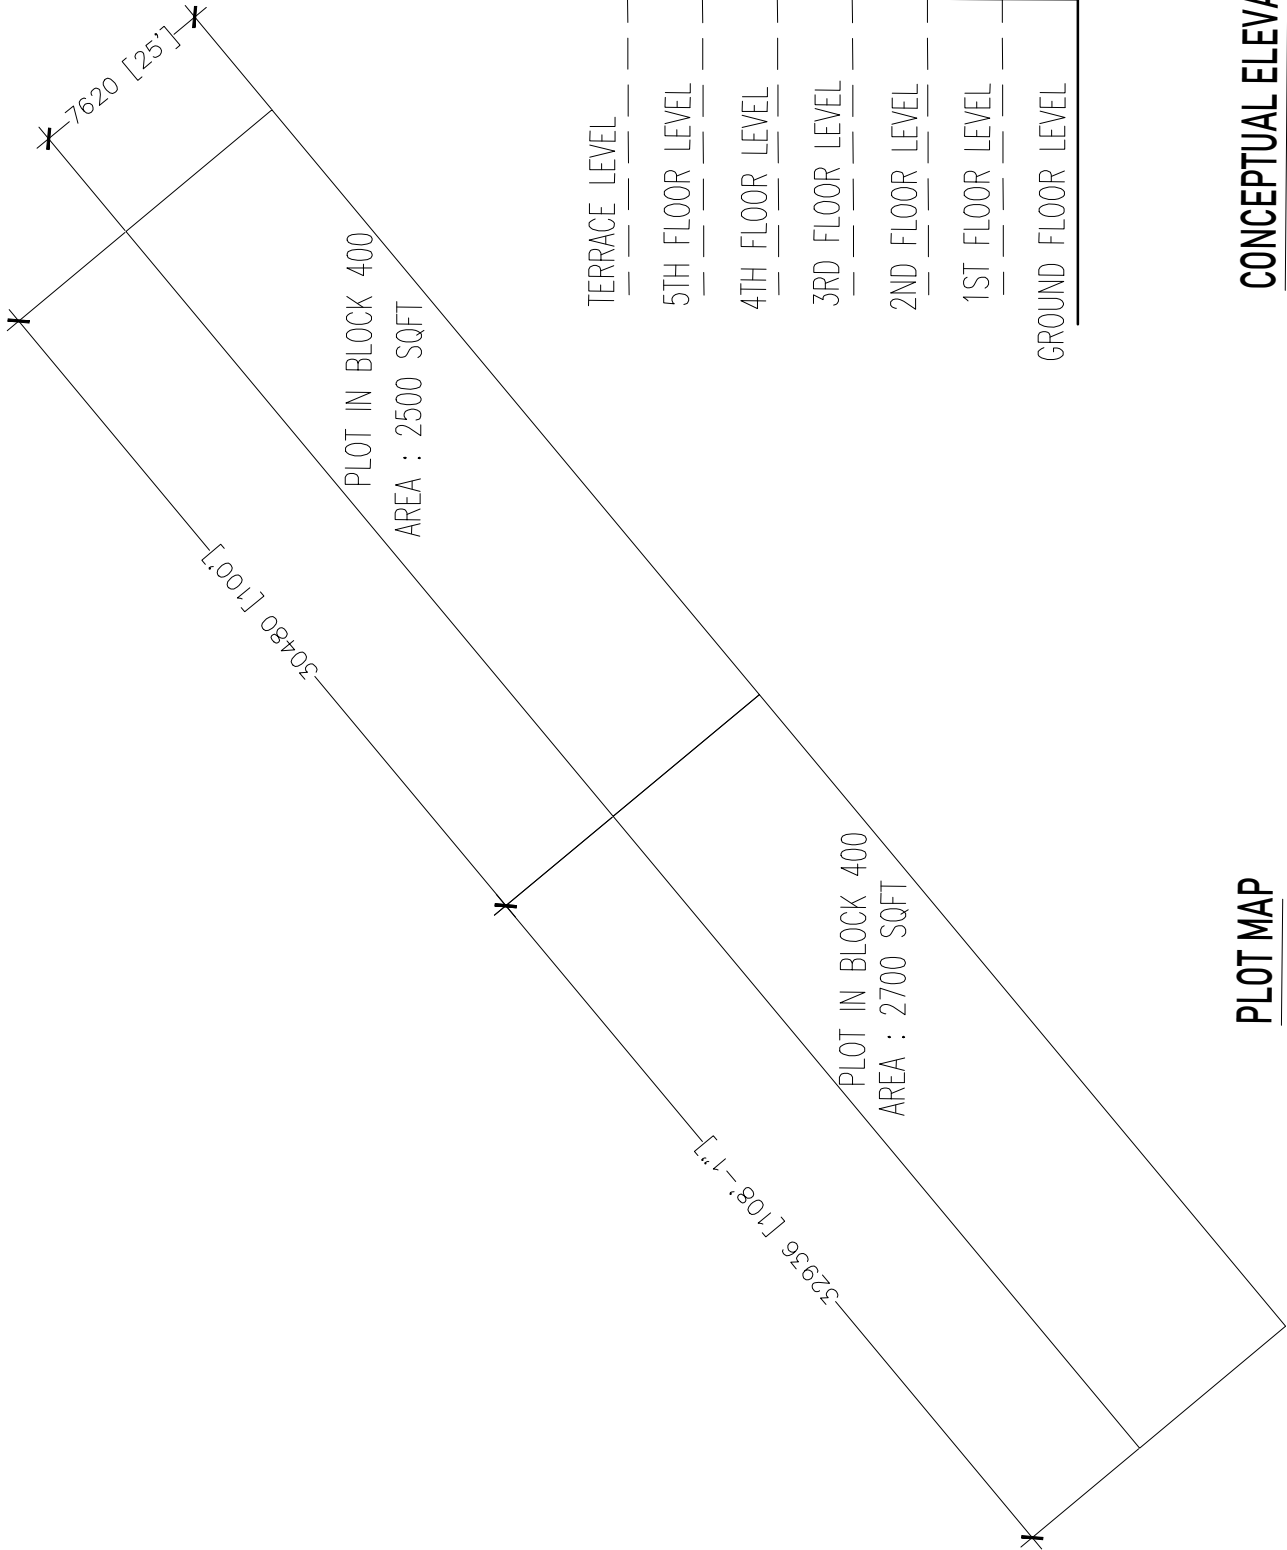 7620 [25']
30480 [100']
PLOT IN BLOCK 400
AREA : 2500 SQFT
32936 [108'-1"]
PLOT IN BLOCK 400
AREA : 2700 SQFT
PLOT MAP
TERRACE LEVEL
5TH FLOOR LEVEL
4TH FLOOR LEVEL
3RD FLOOR LEVEL
2ND FLOOR LEVEL
1ST FLOOR LEVEL
GROUND FLOOR LEVEL
CONCEPTUAL ELEVA